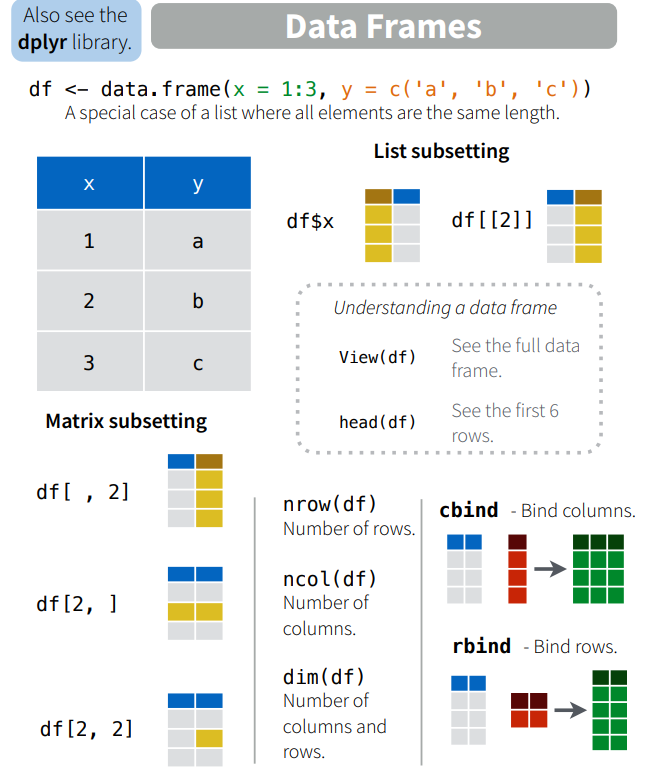 Also see the
dplyr library.
Data Frames
df <- data.frame(x = 1:3, y = c('a', 'b', 'c'))
A special case of a list where all elements are the same length.
x y
1 a
2 b
3 c
List subsetting
df$x
df[[2]]
Understanding a data frame
View(df)
See the full data
frame.
head(df)
See the first 6
rows.
Matrix subsetting
df[ , 2]
df[2, ]
df[2, 2]
nrow(df)
Number of rows.
ncol(df)
Number of
columns.
dim(df)
Number of
columns and
rows.
cbind - Bind columns.
rbind - Bind rows.